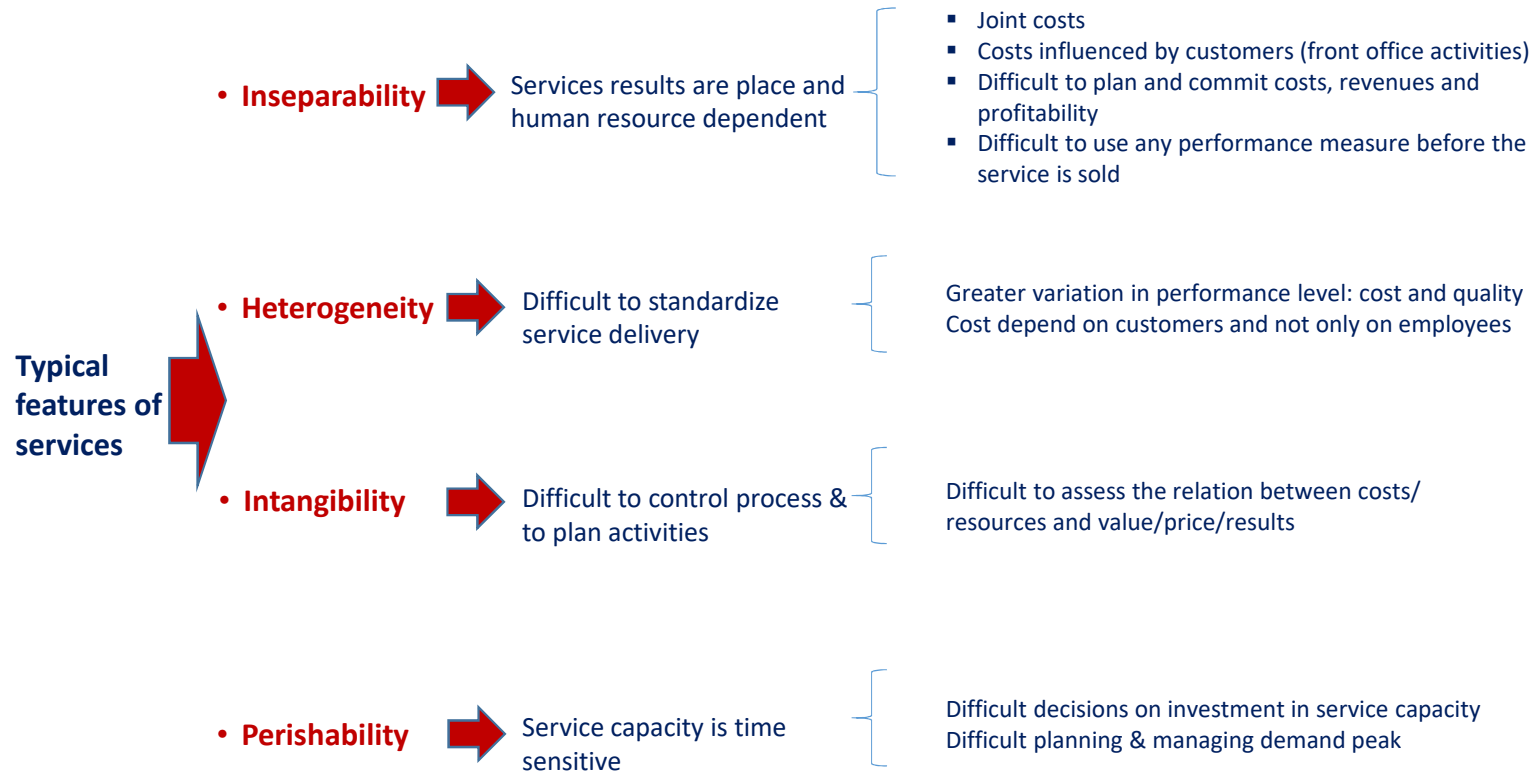 Typical
features of
services
• Inseparability
Services results are place and
human resource dependent
▪ Joint costs
▪ Costs influenced by customers (front office activities)
▪ Difficult to plan and commit costs, revenues and
profitability
▪ Difficult to use any performance measure before the
service is sold
• Heterogeneity
Difficult to standardize
service delivery
Greater variation in performance level: cost and quality
Cost depend on customers and not only on employees
• Intangibility
Difficult to control process &
to plan activities
Difficult to assess the relation between costs/
resources and value/price/results
• Perishability
Service capacity is time
sensitive
Difficult decisions on investment in service capacity
Difficult planning & managing demand peak